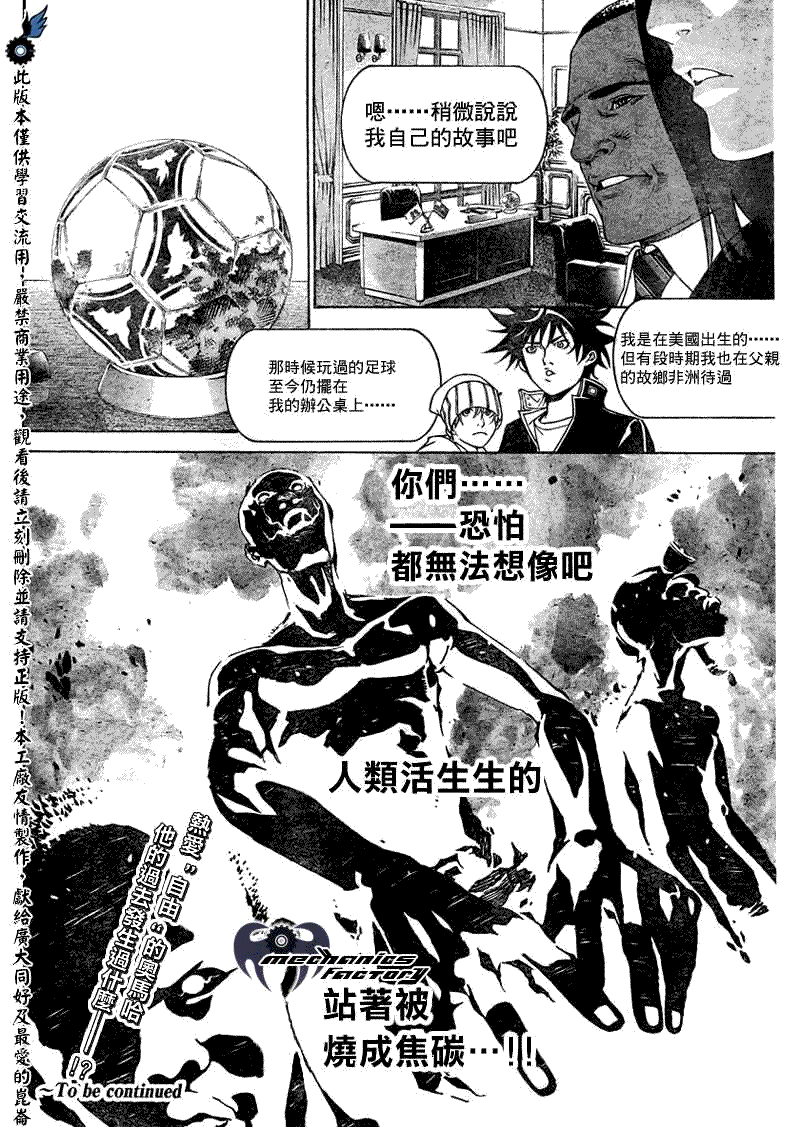 嗯⋯⋯稍微說說
我自己的故事吧
我是在美國出生的⋯⋯
但有段時期我也在父親
的故鄉非洲待過
那時候玩過的足球
至今仍擺在
我的辦公桌上⋯⋯
你們⋯⋯
——恐怕
都無法想像吧
人類活生生的
站著被
燒成焦碳⋯!!
熱愛"自由"的奧馬哈
他的過去發生過什麼——!?
~To be continued
mechanics
factory
此版本僅供學習交流用，嚴禁商業用途，觀看後請立刻刪除並請支持正版！本工廠友情製作，獻給廣大同好及最愛的崑崙